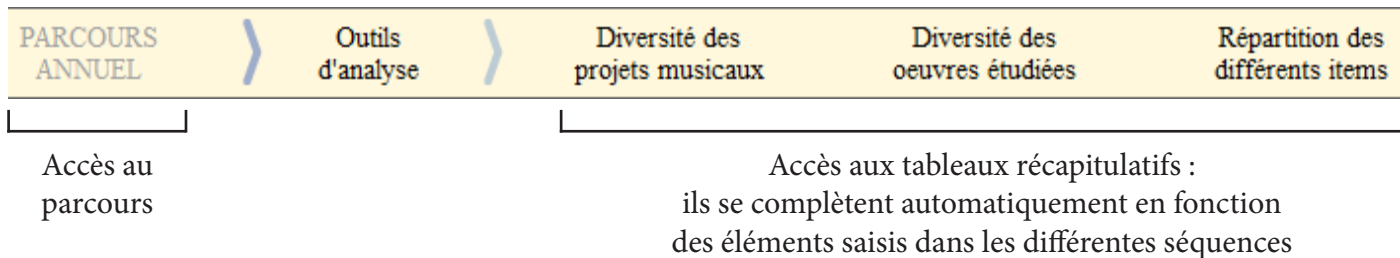 PARCOURS
ANNUEL
Outils
d'analyse
Diversité des
projets musicaux
Diversité des
oeuvres étudiées
Répartition des
différents items
Accès au
parcours
Accès aux tableaux récapitulatifs :
ils se complètent automatiquement en fonction
des éléments saisis dans les différentes séquences